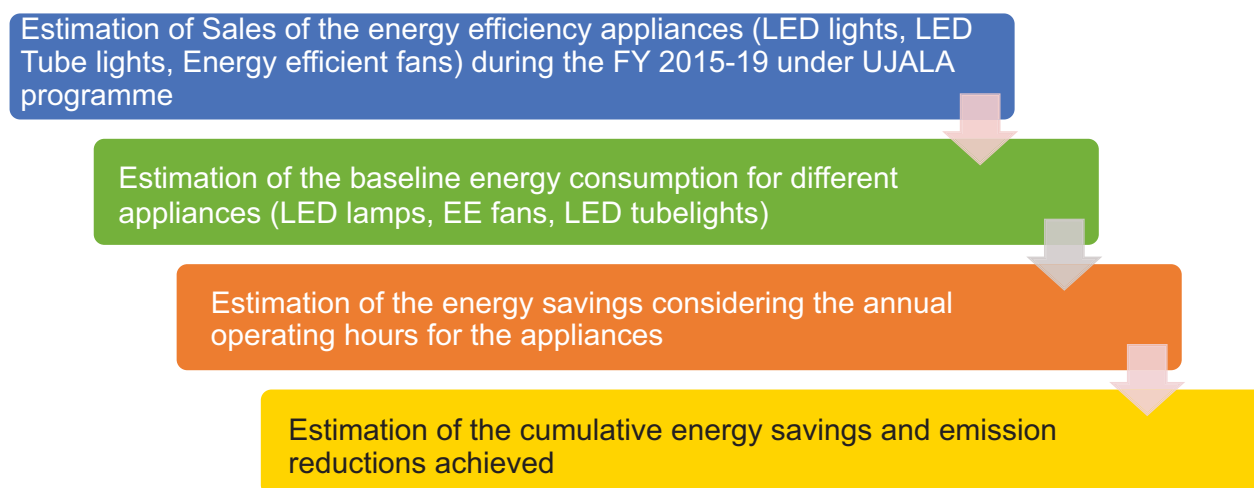 Estimation of Sales of the energy efficiency appliances (LED lights, LED
Tube lights, Energy efficient fans) during the FY 2015-19 under UJALA
programme
Estimation of the baseline energy consumption for different
appliances (LED lamps, EE fans, LED tubelights)
Estimation of the energy savings considering the annual
operating hours for the appliances
Estimation of the cumulative energy savings and emission
reductions achieved